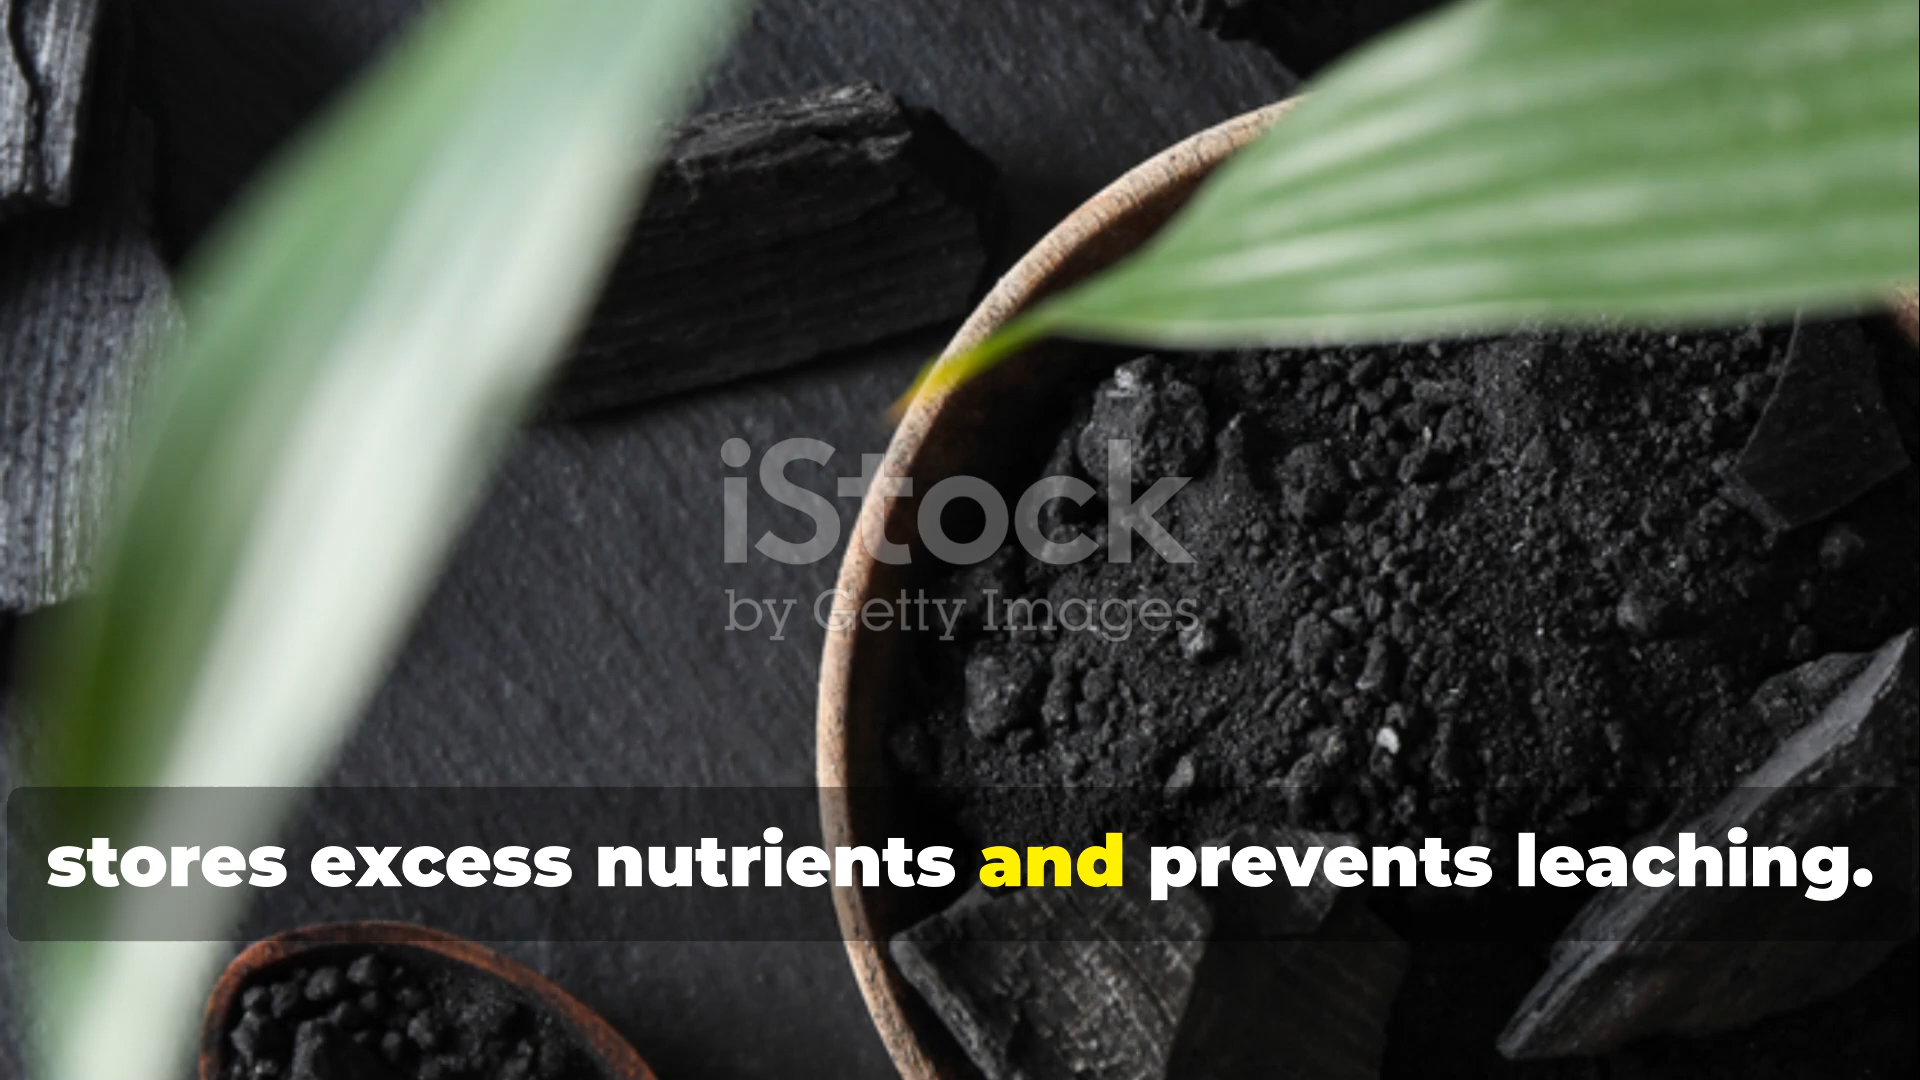 iStock
by Getty Images
stores excess nutrients and prevents leaching.